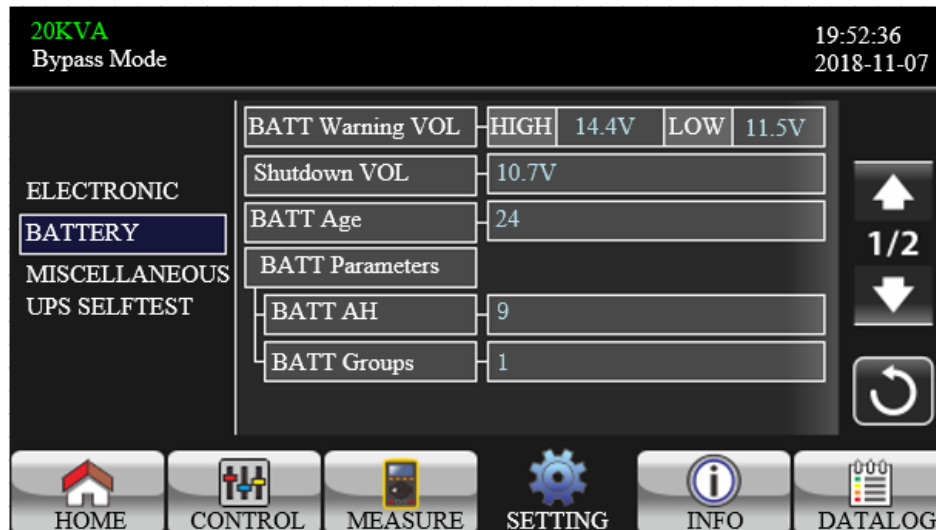 20KVA
Bypass Mode
19:52:36
2018-11-07
ELECTRONIC
BATTERY
MISCELLANEOUS
UPS SELFTEST
BATT Warning VOL HIGH 14.4V LOW 11.5V
Shutdown VOL 10.7V
BATT Age 24
BATT Parameters
BATT AH 9
BATT Groups 1
1/2
HOME CONTROL MEASURE SETTING INFO DATALOG